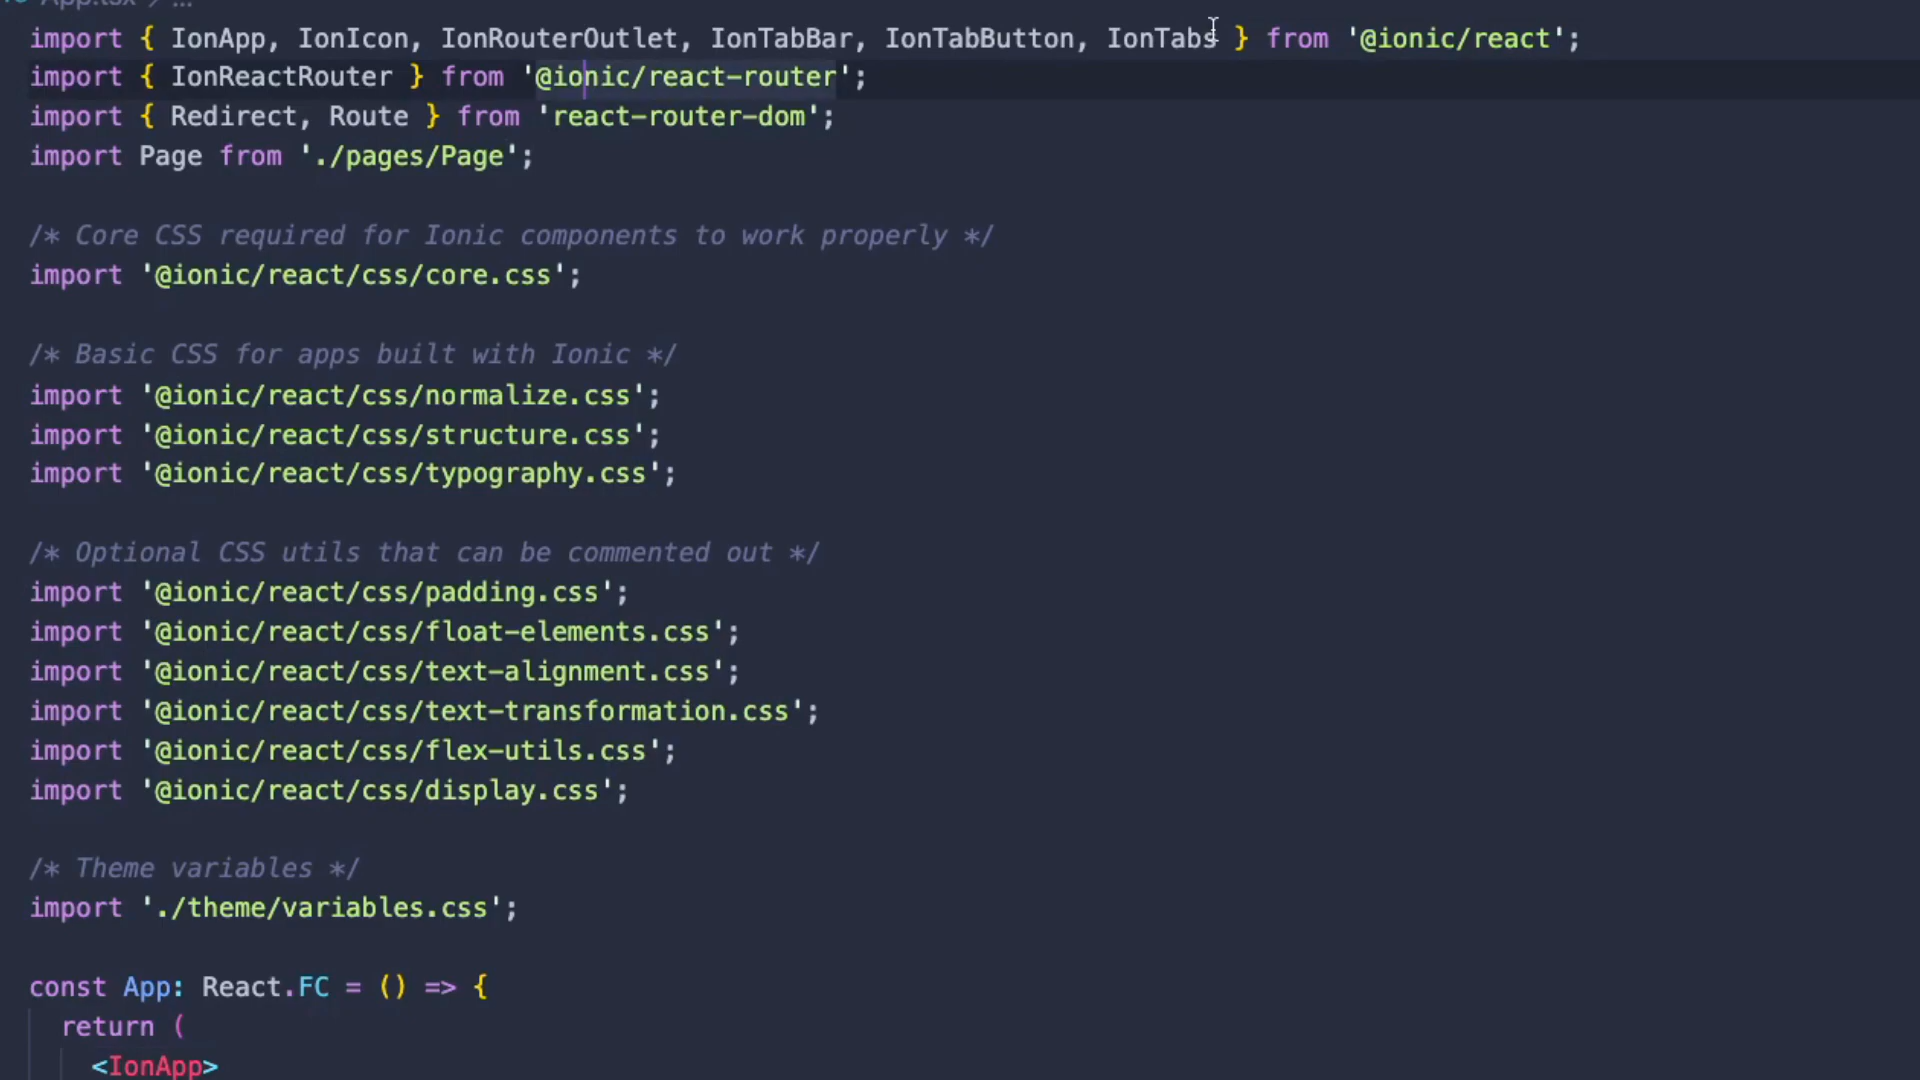 App.tsx / ...
import { IonApp, IonIcon, IonRouterOutlet, IonTabBar, IonTabButton, IonTabs } from '@ionic/react';
import { IonReactRouter } from '@ionic/react-router';
import { Redirect, Route } from 'react-router-dom';
import Page from './pages/Page';
/* Core CSS required for Ionic components to work properly */
import '@ionic/react/css/core.css';
/* Basic CSS for apps built with Ionic */
import '@ionic/react/css/normalize.css';
import '@ionic/react/css/structure.css';
import '@ionic/react/css/typography.css';
/* Optional CSS utils that can be commented out */
import '@ionic/react/css/padding.css';
import '@ionic/react/css/float-elements.css';
import '@ionic/react/css/text-alignment.css';
import '@ionic/react/css/text-transformation.css';
import '@ionic/react/css/flex-utils.css';
import '@ionic/react/css/display.css';
/* Theme variables */
import './theme/variables.css';
const App: React.FC = () => {
return (
<IonApp>